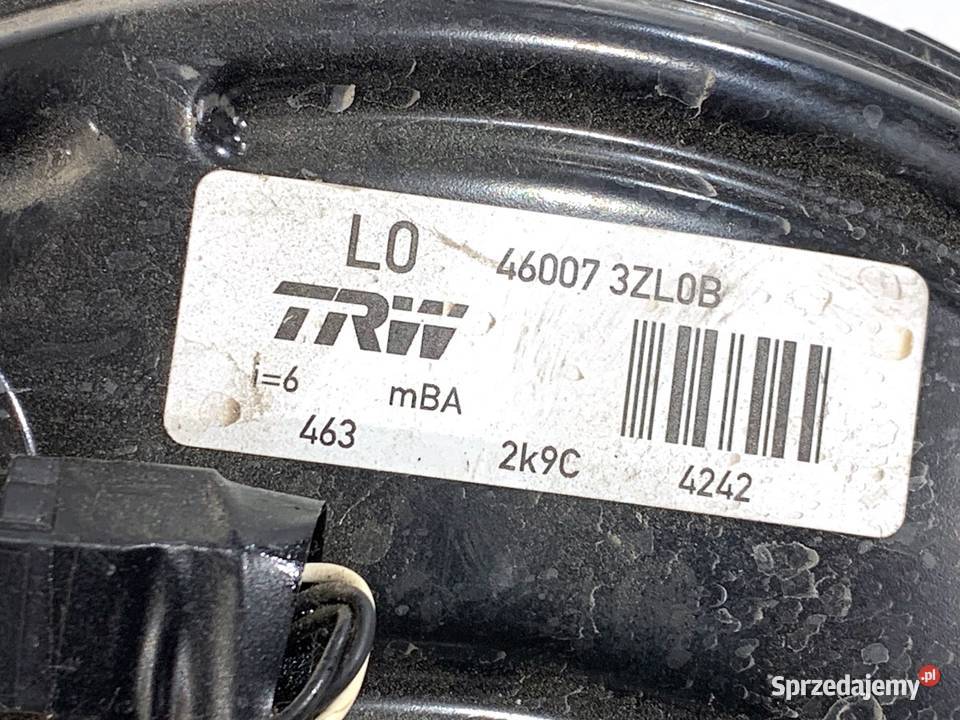 L0 46007 3ZL0B
TRW
i=6 mBA
463 2k9C 4242
Sprzedajemy.pl